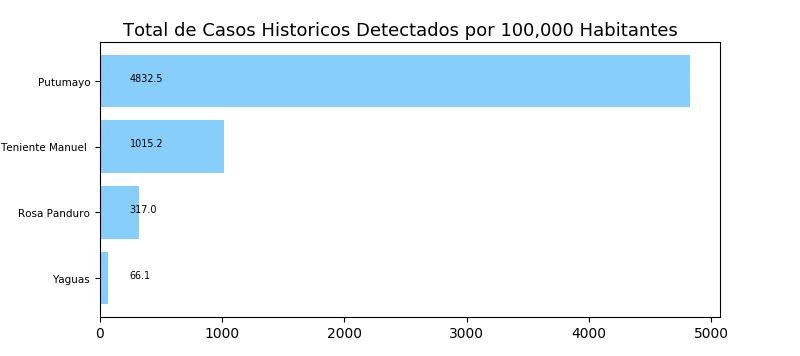 Total de Casos Historicos Detectados por 100,000 Habitantes
Putumayo 4832.5
Teniente Manuel 1015.2
Rosa Panduro 317.0
Yaguas 66.1
0 1000 2000 3000 4000 5000